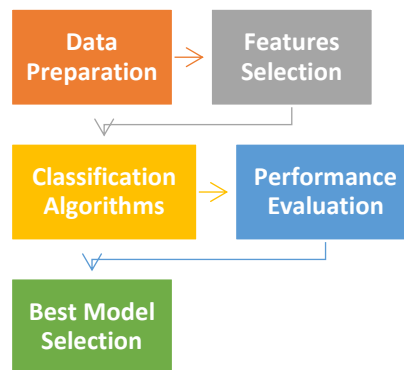 Data
Preparation
Features
Selection
Classification
Algorithms
Performance
Evaluation
Best Model
Selection